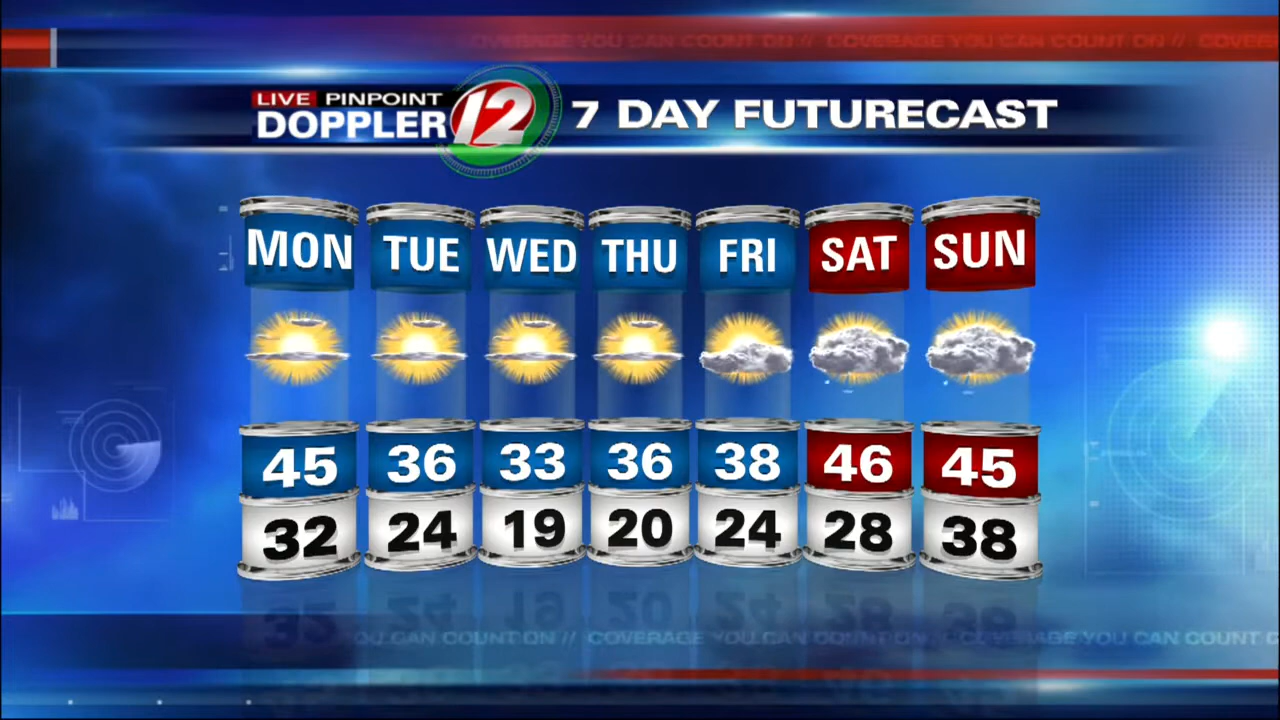 COVERAGE YOU CAN COUNT ON // COVERAGE YOU CAN COUNT ON // COVER
LIVE PINPOINT
DOPPLER 12 7 DAY FUTURECAST
MON TUE WED THU FRI SAT SUN
45 36 33 36 38 46 45
32 24 19 20 24 28 38
YOU CAN COUNT ON // COVERAGE YOU CAN COUNT ON // COVERAGE YOU CAN COUNT O